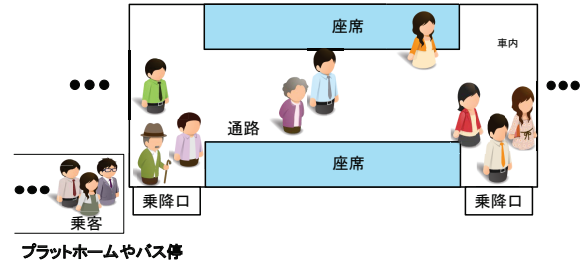 座席
車内
通路
座席
乗降口
乗降口
乗客
プラットホームやバス停